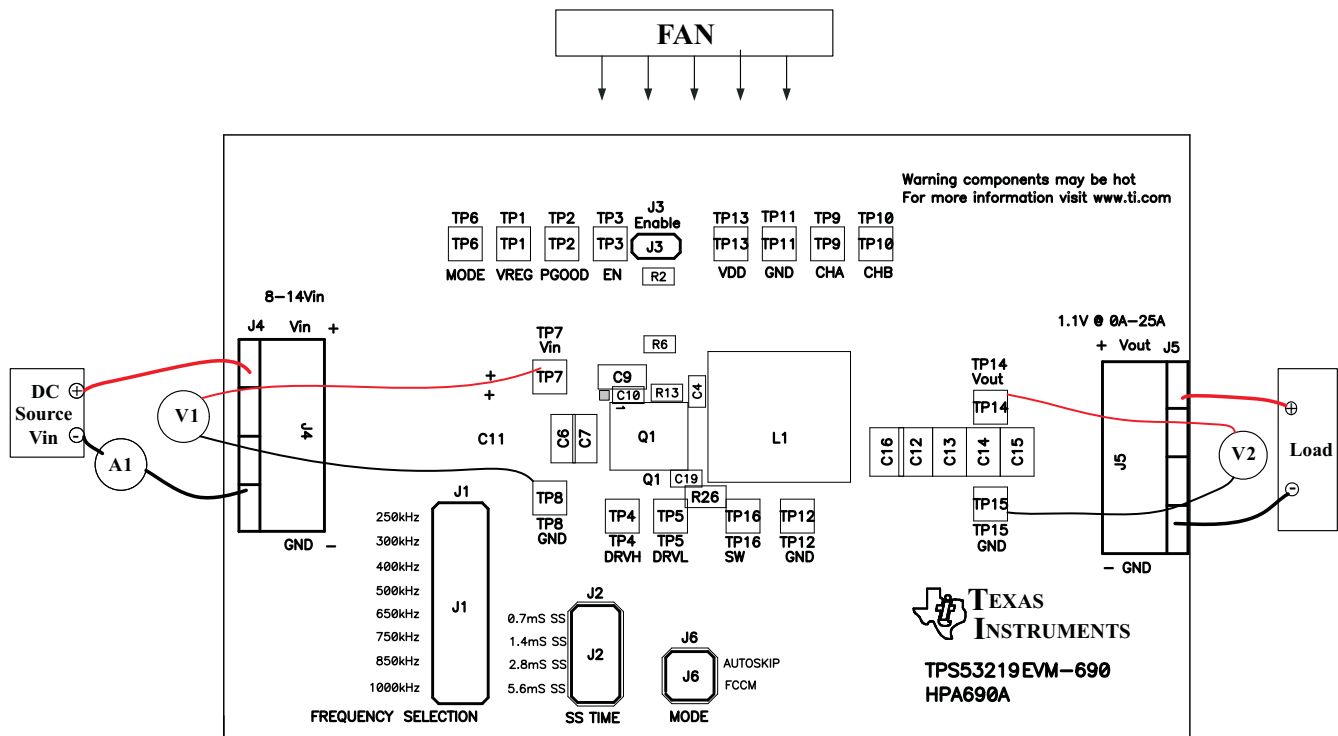 FAN
Warning components may be hot
For more information visit www.ti.com
J3
Enable
TP6 TP1 TP2 TP3 TP13 TP11 TP9 TP10
TP6 TP1 TP2 TP3 J3 TP13 TP11 TP9 TP10
MODE VREG PGOOD EN VDD GND CHA CHB
R2
8-14Vin
J4 Vin +
1.1V @ 0A-25A
+ Vout J5
TP7
Vin
TP7
R6
C9
C10 R13 C4
1
+
+
TP14
Vout
TP14
DC
Source
Vin
+
-
V1
A1
J4
C11
C6 C7
Q1
L1
C16 C12 C13 C14 C15
J5
V2
+
Load
-
Q1 C19
R26
TP8
TP8
GND
TP4 TP5 TP16 TP12
TP4 TP5 TP16 TP12
DRVH DRVL SW GND
TP15
TP15
GND
GND -
- GND
J1
250kHz
300kHz
400kHz
500kHz
650kHz
750kHz
850kHz
1000kHz
J1
FREQUENCY SELECTION
J2
0.7mS SS
1.4mS SS
2.8mS SS
5.6mS SS
J2
SS TIME
J6
J6
AUTOSKIP
FCCM
MODE
TEXAS
INSTRUMENTS
TPS53219EVM-690
HPA690A